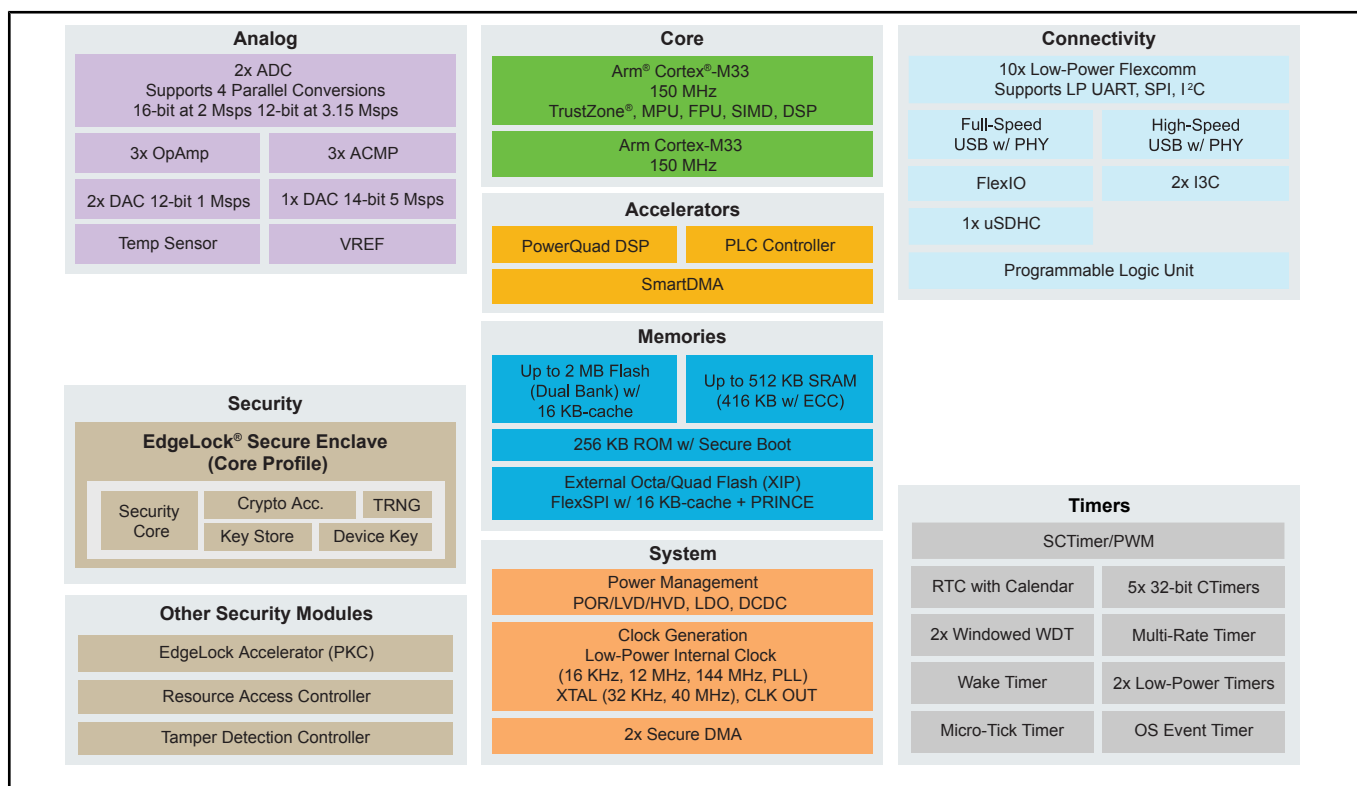 Analog
2x ADC
Supports 4 Parallel Conversions
16-bit at 2 Msps 12-bit at 3.15 Msps
3x OpAmp
3x ACMP
2x DAC 12-bit 1 Msps
1x DAC 14-bit 5 Msps
Temp Sensor
VREF
Core
Arm® Cortex®-M33
150 MHz
TrustZone®, MPU, FPU, SIMD, DSP
Arm Cortex-M33
150 MHz
Accelerators
PowerQuad DSP
PLC Controller
SmartDMA
Connectivity
10x Low-Power Flexcomm
Supports LP UART, SPI, I²C
Full-Speed
USB w/ PHY
High-Speed
USB w/ PHY
FlexIO
2x I3C
1x uSDHC
Programmable Logic Unit
Memories
Up to 2 MB Flash
(Dual Bank) w/
16 KB-cache
Up to 512 KB SRAM
(416 KB w/ ECC)
256 KB ROM w/ Secure Boot
External Octa/Quad Flash (XIP)
FlexSPI w/ 16 KB-cache + PRINCE
Security
EdgeLock® Secure Enclave
(Core Profile)
Security
Core
Crypto Acc.
TRNG
Key Store
Device Key
Other Security Modules
EdgeLock Accelerator (PKC)
Resource Access Controller
Tamper Detection Controller
System
Power Management
POR/LVD/HVD, LDO, DCDC
Clock Generation
Low-Power Internal Clock
(16 KHz, 12 MHz, 144 MHz, PLL)
XTAL (32 KHz, 40 MHz), CLK OUT
2x Secure DMA
Timers
SCTimer/PWM
RTC with Calendar
5x 32-bit CTimers
2x Windowed WDT
Multi-Rate Timer
Wake Timer
2x Low-Power Timers
Micro-Tick Timer
OS Event Timer